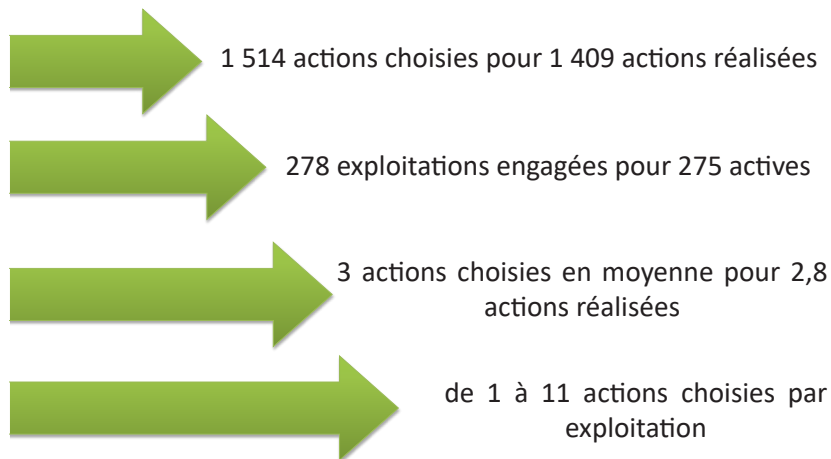 1 514 actions choisies pour 1 409 actions réalisées
278 exploitations engagées pour 275 actives
3 actions choisies en moyenne pour 2,8
actions réalisées
de 1 à 11 actions choisies par
exploitation